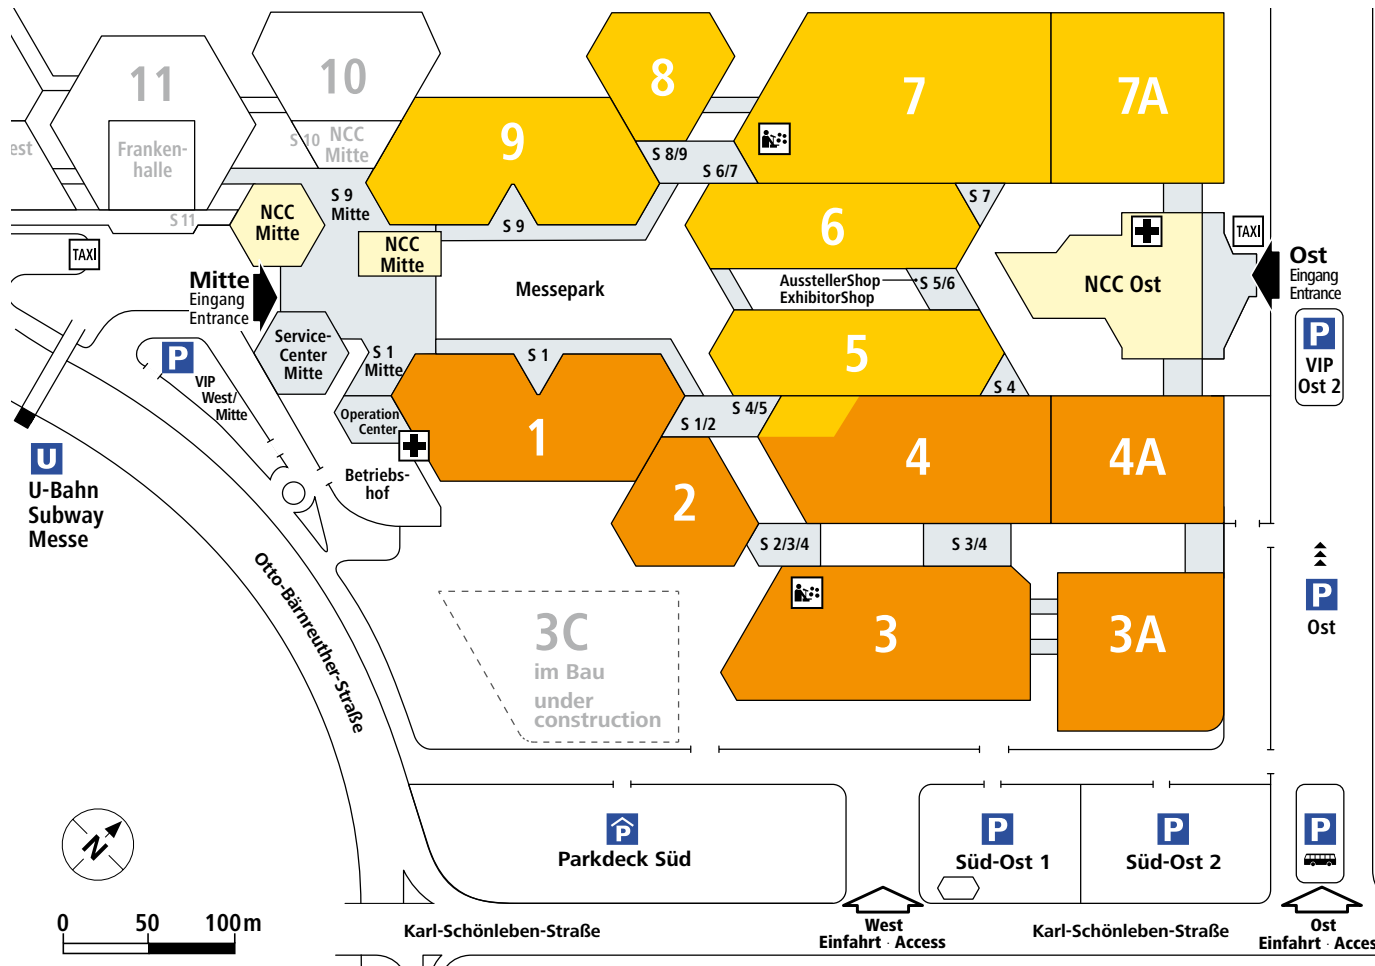 11
Franken-
halle
est
10
S 10
NCC
Mitte
S 11
8
7
7A
9
S 8/9
S 6/7
S 9
Mitte
NCC
Mitte
S 9
NCC
Mitte
6
S 7
TAXI
TAXI
Mitte
Eingang
Entrance
Messepark
AusstellerShop
ExhibitorShop
S 5/6
NCC Ost
Ost
Eingang
Entrance
P
VIP
Ost 2
Service-
Center
Mitte
S 1
Mitte
S 1
5
S 4
P
VIP
West/
Mitte
Operation
Center
1
S 4/5
S 1/2
4
4A
U
U-Bahn
Subway
Messe
Betriebs-
hof
2
S 2/3/4
S 3/4
Otto-Bärnreuther-Straße
3C
im Bau
under
construction
3
3A
P
Ost
N
P
Parkdeck Süd
P
Süd-Ost 1
P
Süd-Ost 2
P
0 50 100 m
Karl-Schönleben-Straße
West
Einfahrt · Access
Karl-Schönleben-Straße
Ost
Einfahrt · Acces